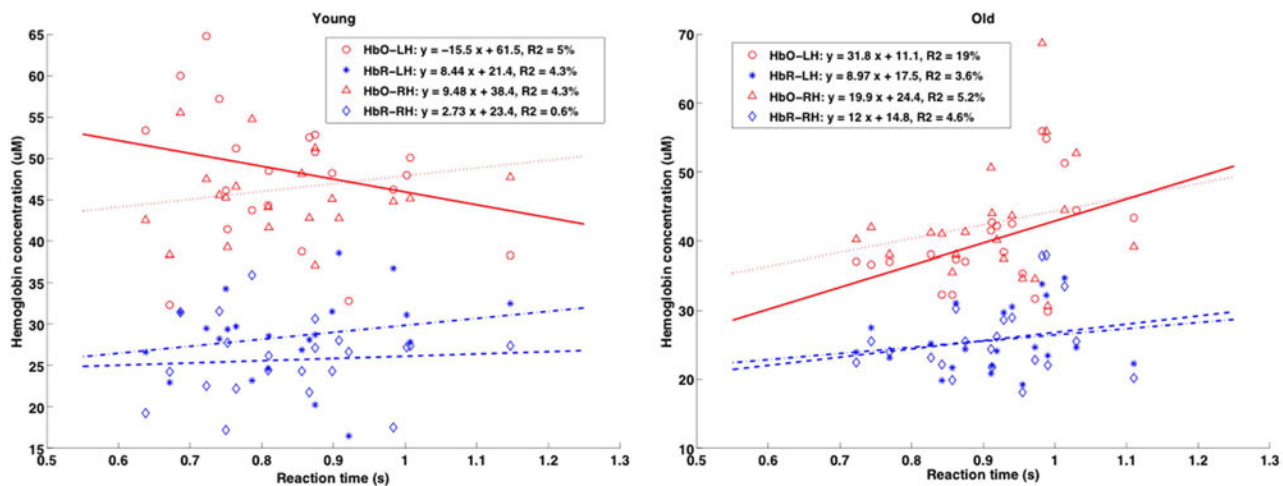 Young
Hemoglobin concentration (uM)
65
60
55
50
45
40
35
30
25
20
15
HbO-LH: y = -15.5 x + 61.5, R2 = 5%
HbR-LH: y = 8.44 x + 21.4, R2 = 4.3%
HbO-RH: y = 9.48 x + 38.4, R2 = 4.3%
HbR-RH: y = 2.73 x + 23.4, R2 = 0.6%
0.5 0.6 0.7 0.8 0.9 1 1.1 1.2 1.3
Reaction time (s)
Old
Hemoglobin concentration (uM)
70
60
50
40
30
20
10
HbO-LH: y = 31.8 x + 11.1, R2 = 19%
HbR-LH: y = 8.97 x + 17.5, R2 = 3.6%
HbO-RH: y = 19.9 x + 24.4, R2 = 5.2%
HbR-RH: y = 12 x + 14.8, R2 = 4.6%
0.5 0.6 0.7 0.8 0.9 1 1.1 1.2 1.3
Reaction time (s)